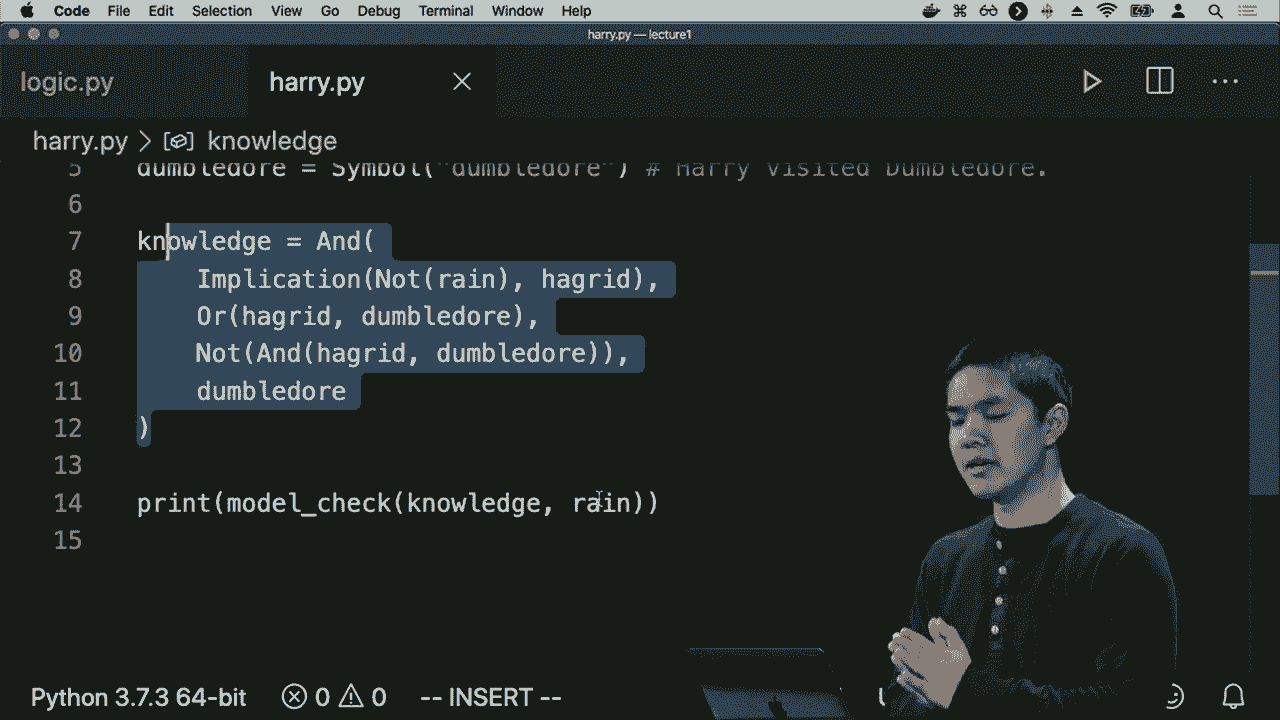 Code File Edit Selection View Go Debug Terminal Window Help
harry.py — lecture1
logic.py harry.py
harry.py > knowledge
5 dumbledore = Symbol("dumbledore") # Harry visited Dumbledore.
6
7 knowledge = And(
8 Implication(Not(rain), hagrid),
9 Or(hagrid, dumbledore),
10 Not(And(hagrid, dumbledore)),
11 dumbledore
12 )
13
14 print(model_check(knowledge, rain))
15
Python 3.7.3 64-bit 0 0 -- INSERT --